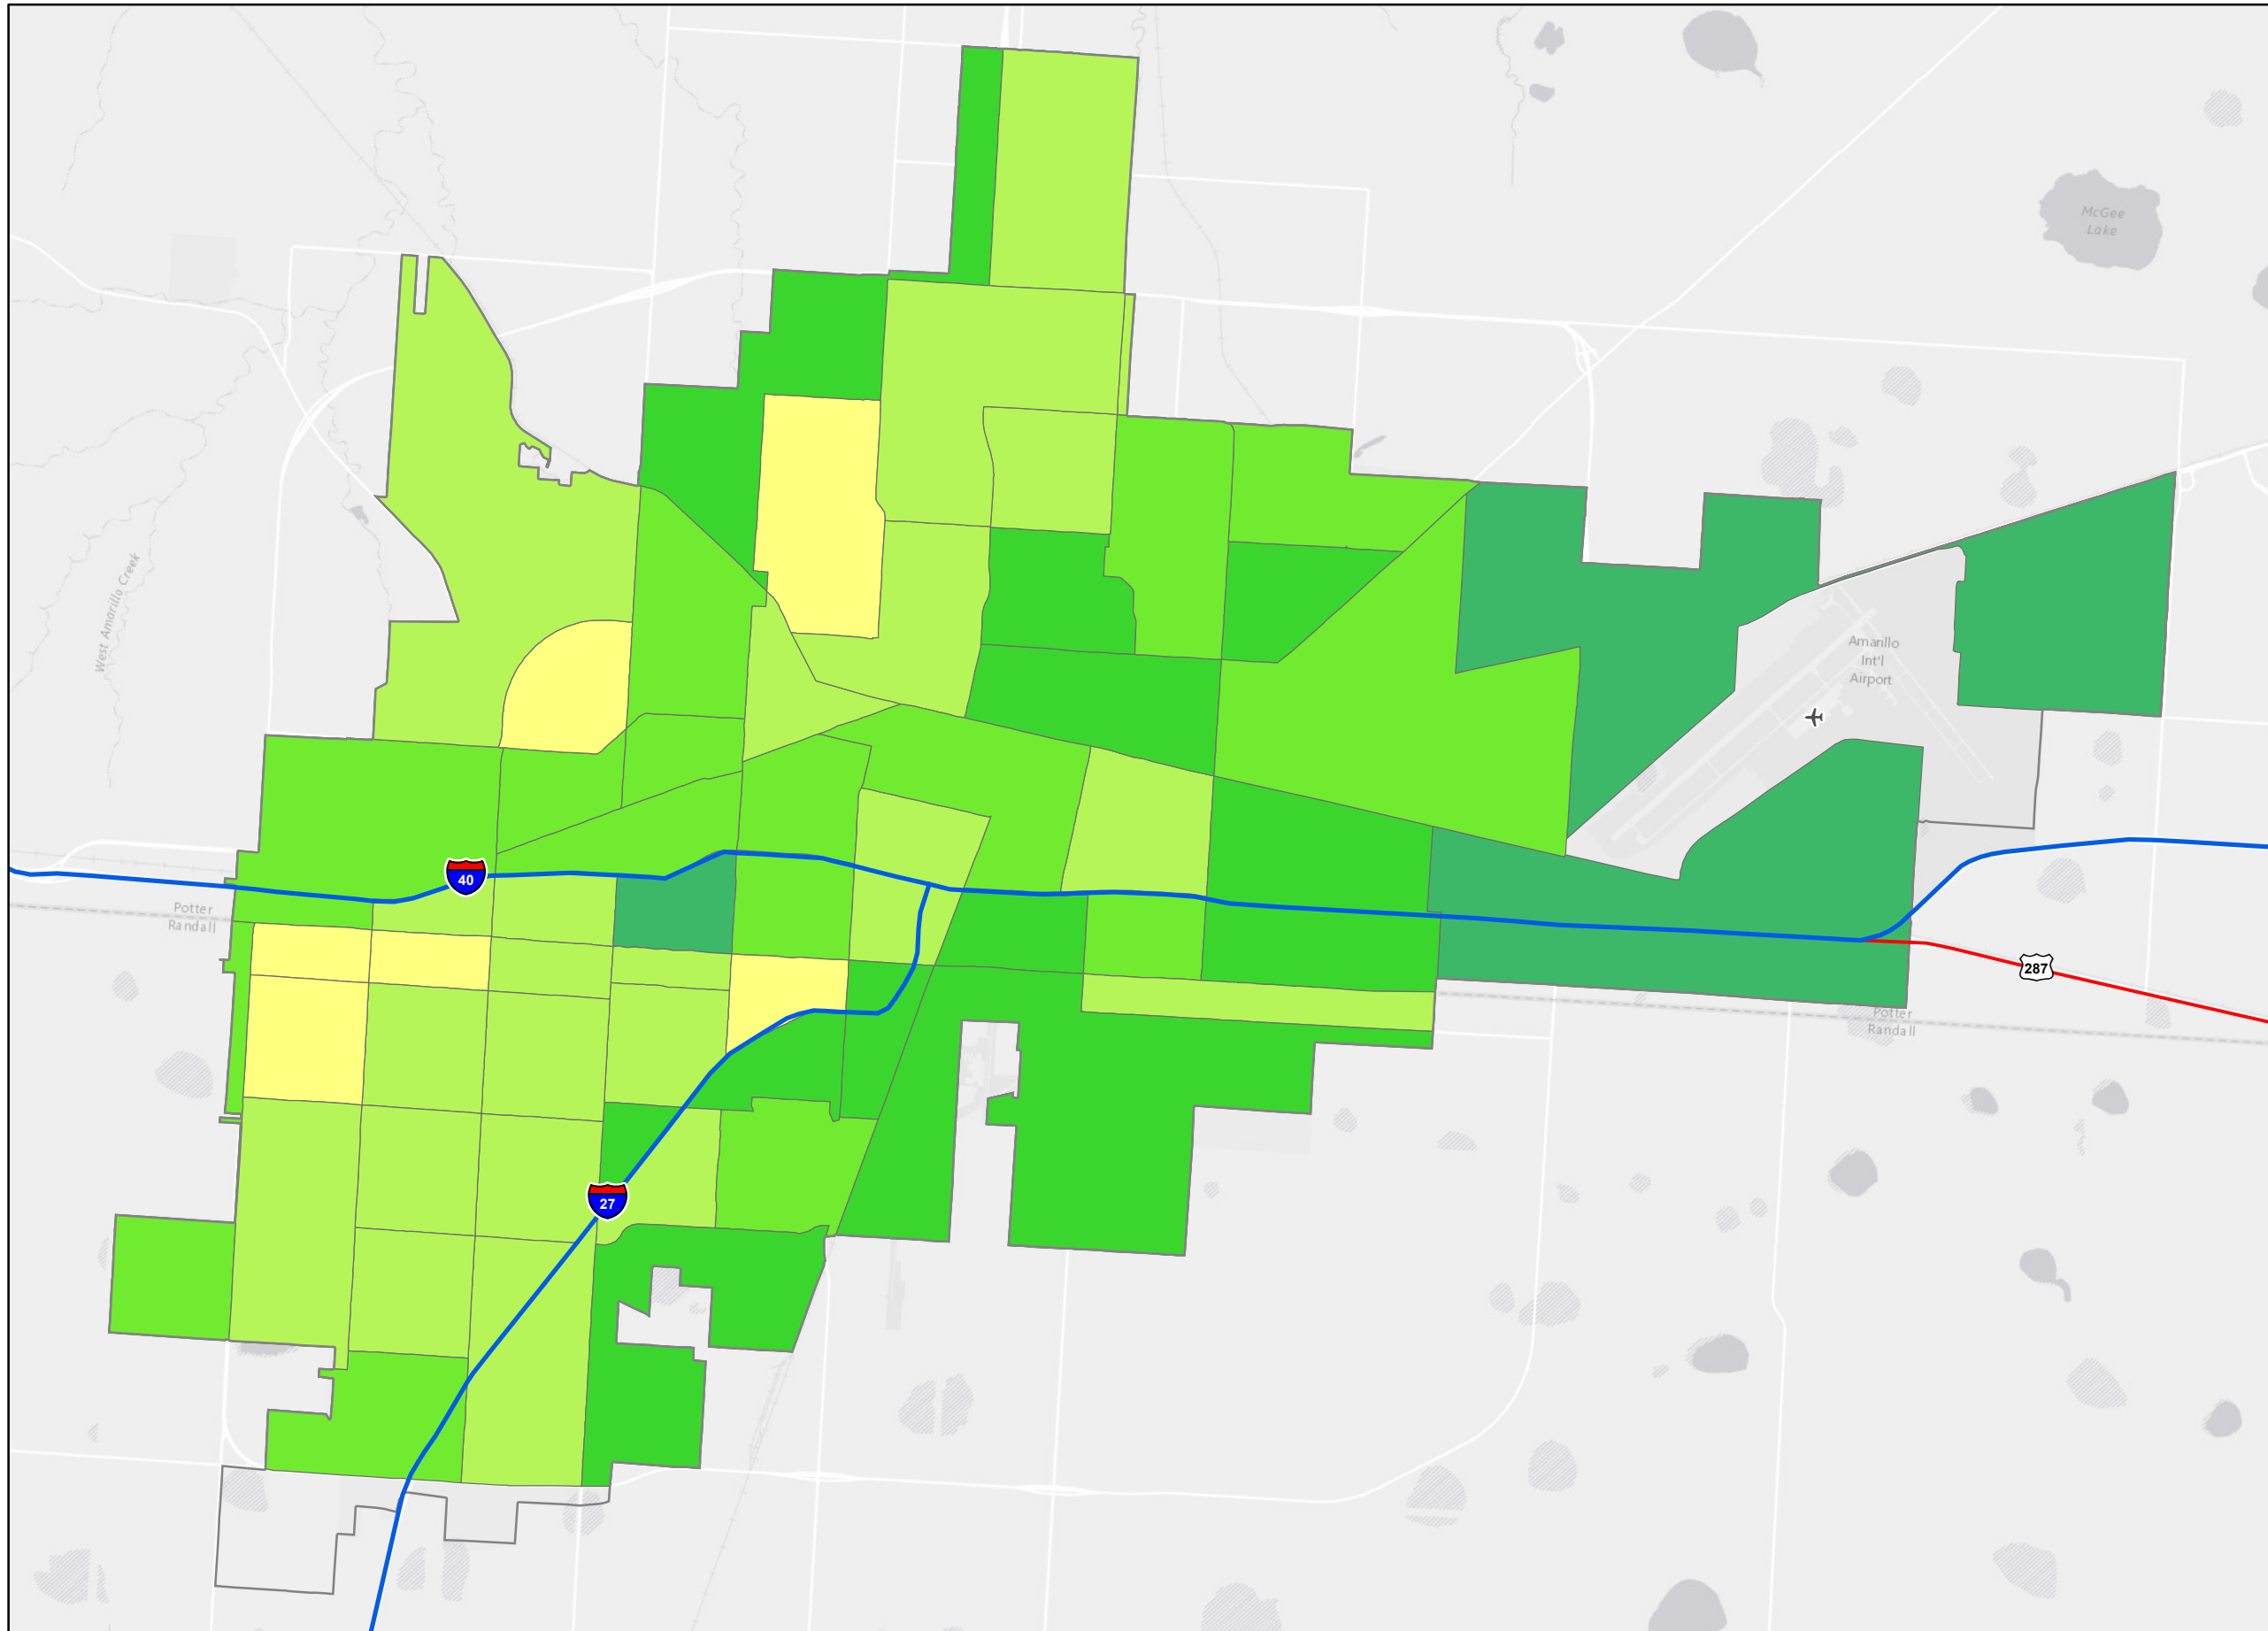 McGee
Lake
West Amarillo Creek
Amarillo
Int'l
Airport
40
Potter
Randall
287
Potter
Randall
27